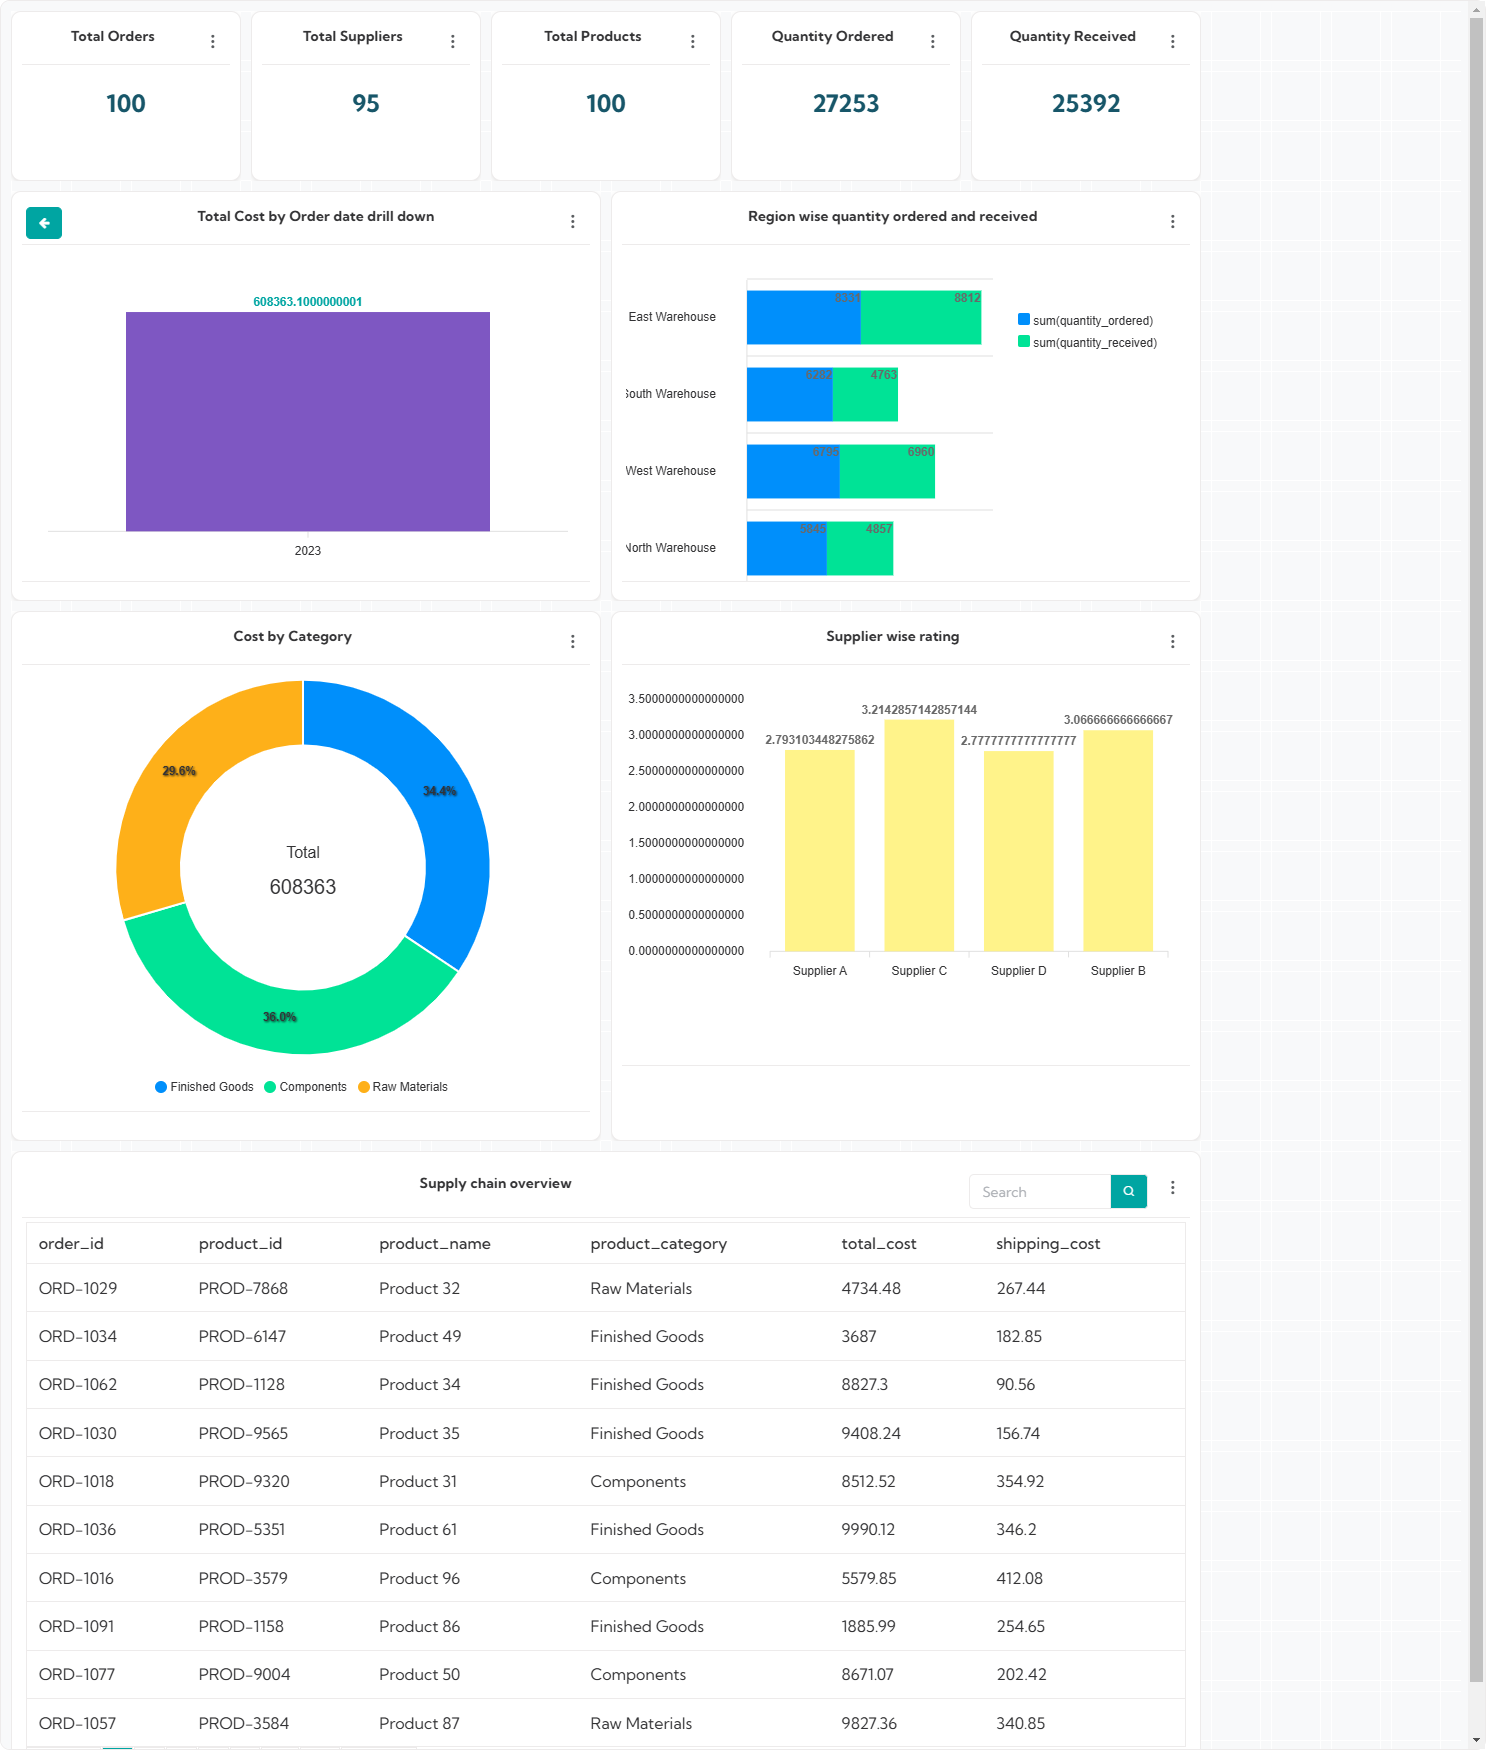 Total Orders
100
Total Suppliers
95
Total Products
100
Quantity Ordered
27253
Quantity Received
25392
Total Cost by Order date drill down
608363.1000000001
2023
Region wise quantity ordered and received
East Warehouse
8331
8812
South Warehouse
6282
4763
West Warehouse
6795
6960
North Warehouse
5845
4857
sum(quantity_ordered)
sum(quantity_received)
Cost by Category
29.6%
34.4%
36.0%
Total
608363
Finished Goods
Components
Raw Materials
Supplier wise rating
3.5000000000000000
3.0000000000000000
2.5000000000000000
2.0000000000000000
1.5000000000000000
1.0000000000000000
0.5000000000000000
0.0000000000000000
2.793103448275862
3.2142857142857144
2.7777777777777777
3.066666666666667
Supplier A
Supplier C
Supplier D
Supplier B
Supply chain overview
Search
order_id product_id product_name product_category total_cost shipping_cost
ORD-1029 PROD-7868 Product 32 Raw Materials 4734.48 267.44
ORD-1034 PROD-6147 Product 49 Finished Goods 3687 182.85
ORD-1062 PROD-1128 Product 34 Finished Goods 8827.3 90.56
ORD-1030 PROD-9565 Product 35 Finished Goods 9408.24 156.74
ORD-1018 PROD-9320 Product 31 Components 8512.52 354.92
ORD-1036 PROD-5351 Product 61 Finished Goods 9990.12 346.2
ORD-1016 PROD-3579 Product 96 Components 5579.85 412.08
ORD-1091 PROD-1158 Product 86 Finished Goods 1885.99 254.65
ORD-1077 PROD-9004 Product 50 Components 8671.07 202.42
ORD-1057 PROD-3584 Product 87 Raw Materials 9827.36 340.85